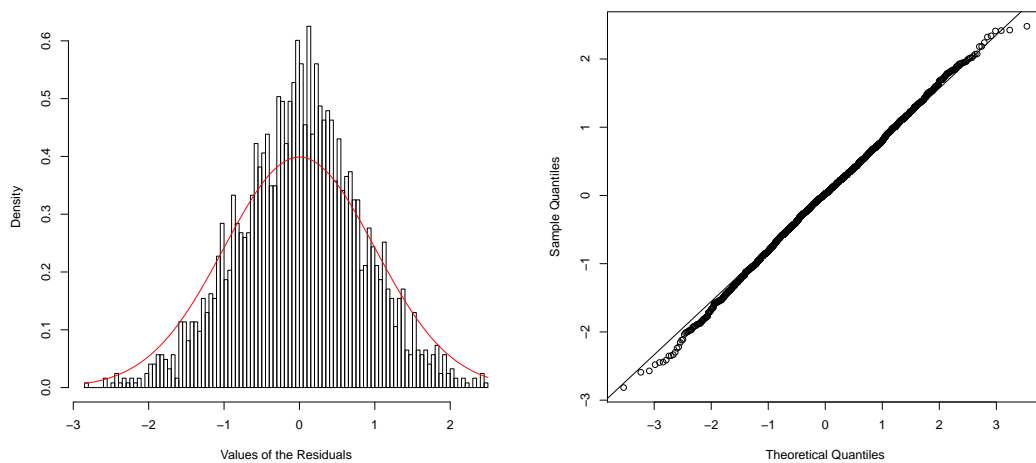 0.6
0.5
0.4
0.3
0.2
0.1
0.0
Density
−3 −2 −1 0 1 2
Values of the Residuals
2
1
0
−1
−2
−3
Sample Quantiles
−3 −2 −1 0 1 2 3
Theoretical Quantiles